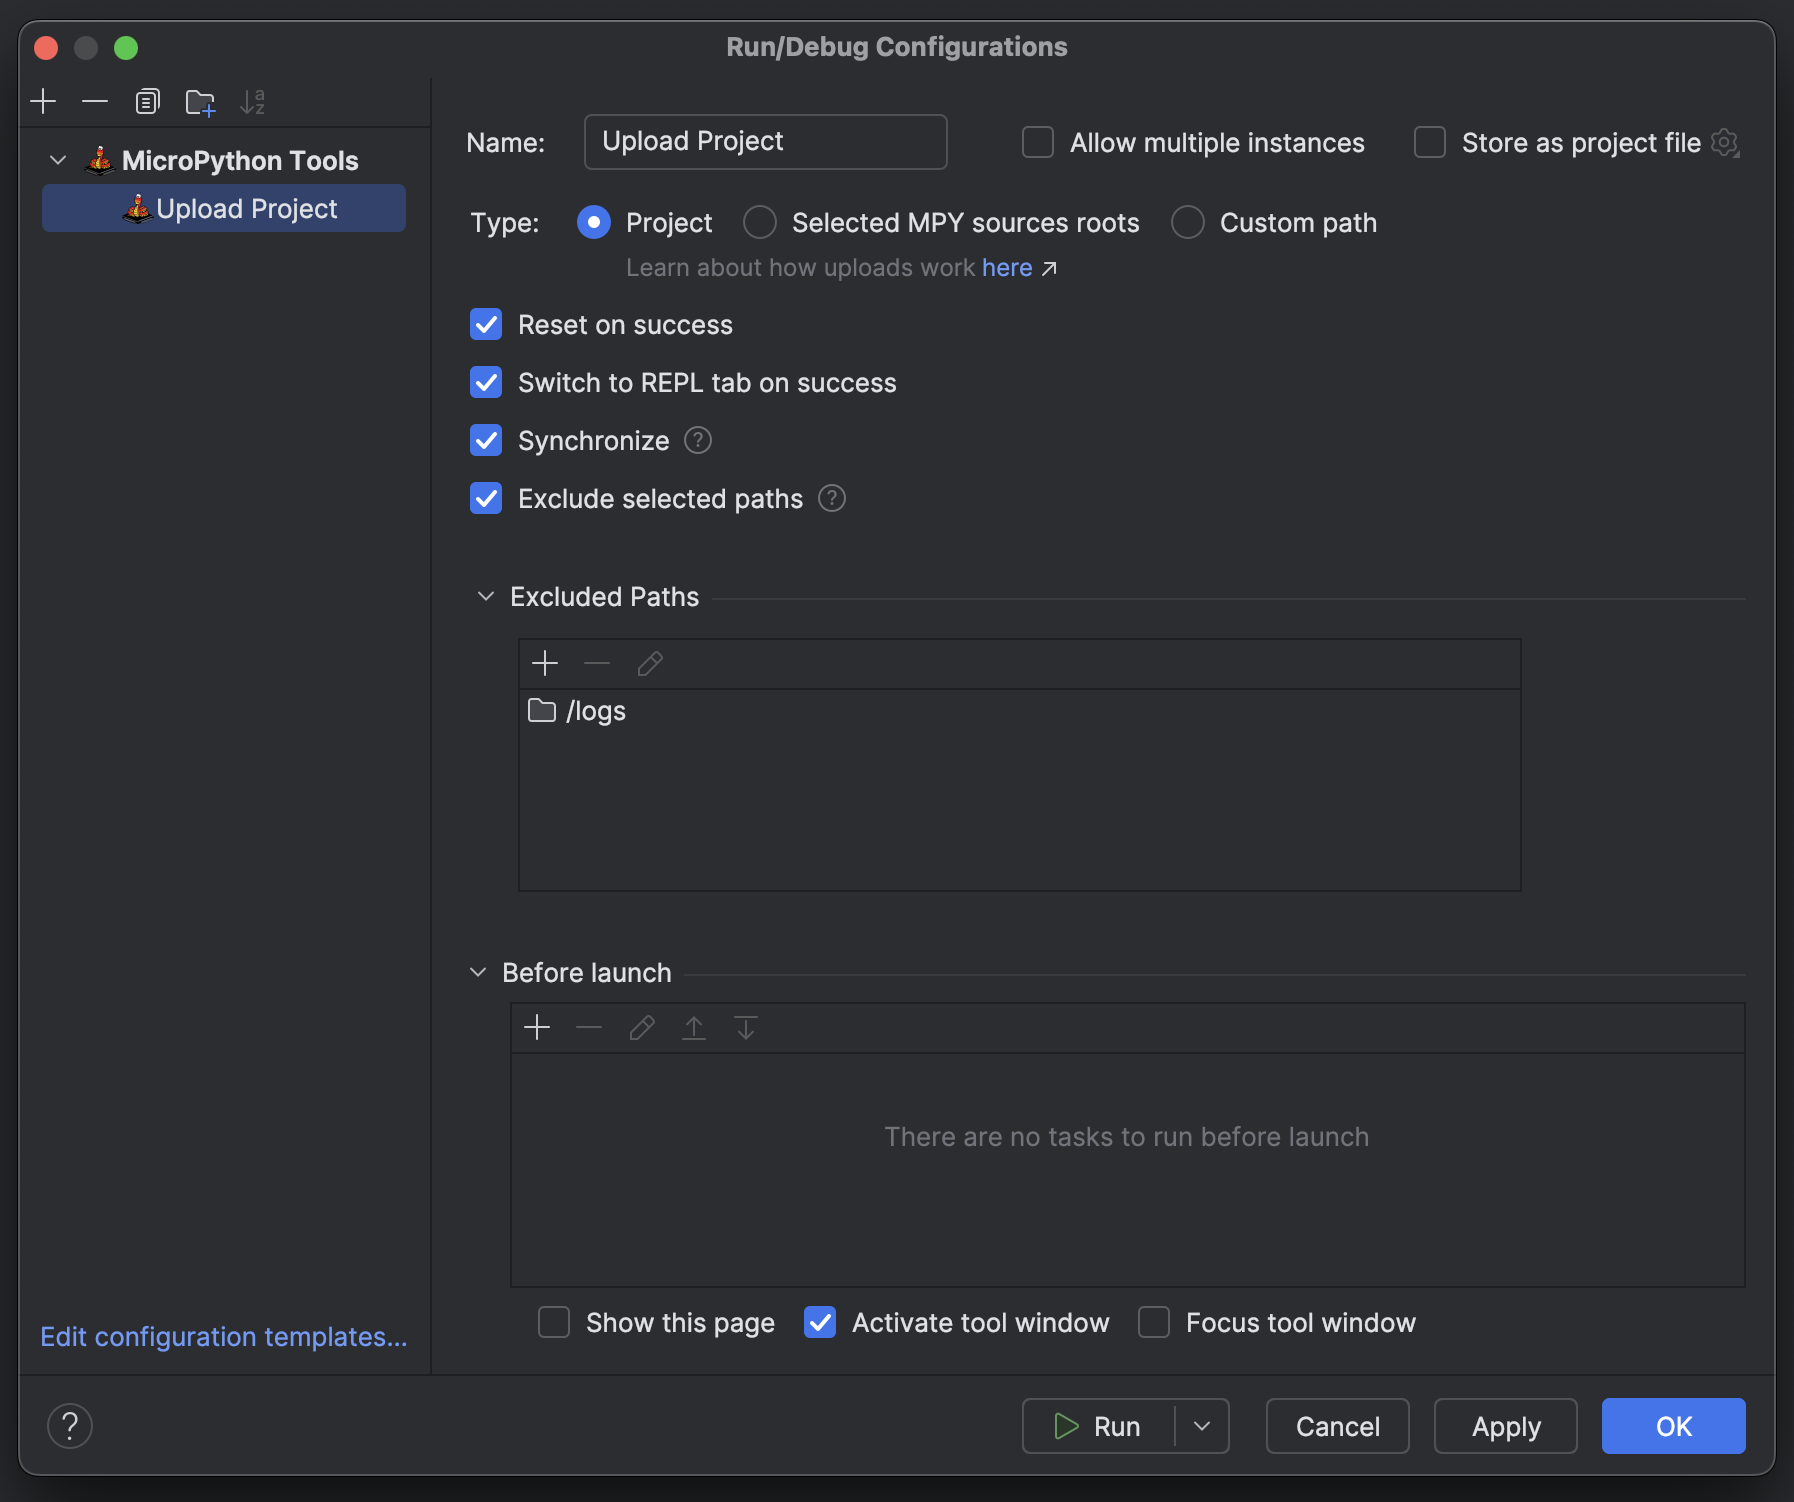 Run/Debug Configurations
MicroPython Tools
Upload Project
Edit configuration templates...
Name: Upload Project Allow multiple instances Store as project file
Type: Project Selected MPY sources roots Custom path
Learn about how uploads work here ↗
Reset on success
Switch to REPL tab on success
Synchronize ?
Exclude selected paths ?
Excluded Paths
/logs
Before launch
There are no tasks to run before launch
Show this page Activate tool window Focus tool window
? Run Cancel Apply OK